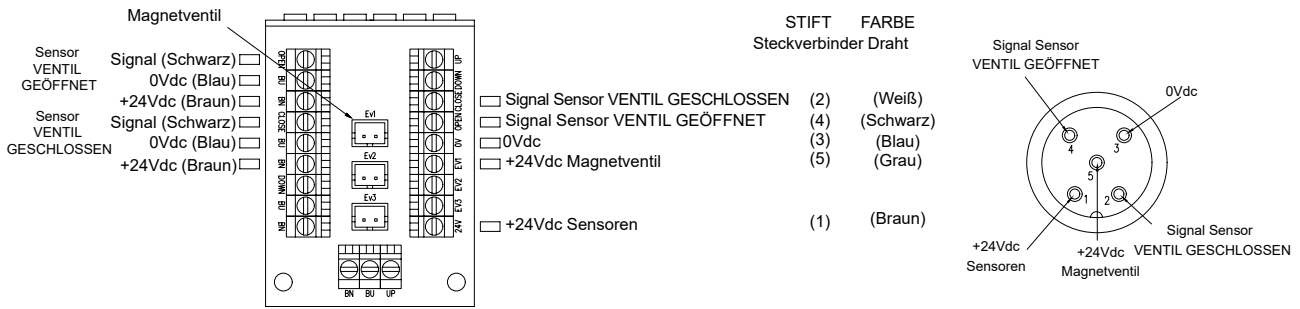 Magnetventil
Sensor
VENTIL
GEÖFFNET
Signal (Schwarz)
0Vdc (Blau)
+24Vdc (Braun)
Sensor
VENTIL
GESCHLOSSEN
Signal (Schwarz)
0Vdc (Blau)
+24Vdc (Braun)
OPEN
BU
BN
CLOSE
BU
BN
DOWN
BU
BN
Ev1
Ev2
Ev3
UP
DOWN
CLOSE
OPEN
0V
EV1
EV2
EV3
24V
BN BU UP
STIFT FARBE
Steckverbinder Draht
Signal Sensor VENTIL GESCHLOSSEN (2) (Weiß)
Signal Sensor VENTIL GEÖFFNET (4) (Schwarz)
0Vdc (3) (Blau)
+24Vdc Magnetventil (5) (Grau)
+24Vdc Sensoren (1) (Braun)
Signal Sensor
VENTIL GEÖFFNET
0Vdc
4
3
5
1
2
+24Vdc
Sensoren
+24Vdc
Magnetventil
Signal Sensor
VENTIL GESCHLOSSEN